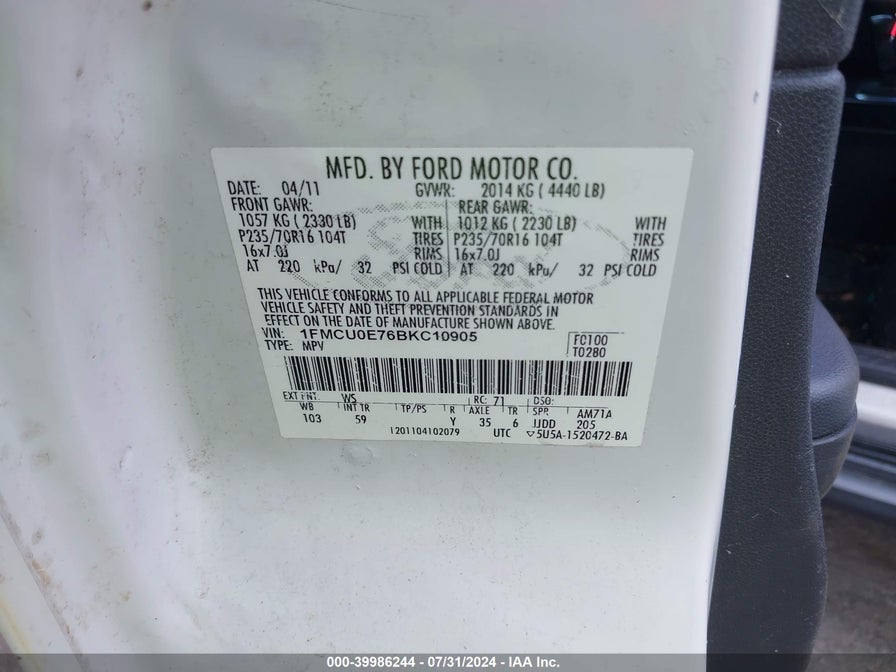 MFD. BY FORD MOTOR CO.
DATE: 04/11 GVWR: 2014 KG ( 4440 LB)
FRONT GAWR: REAR GAWR:
1057 KG ( 2330 LB) WITH 1012 KG ( 2230 LB) WITH
P235/70R16 104T TIRES P235/70R16 104T TIRES
16x7.0J RIMS 16x7.0J RIMS
AT 220 kPa/ 32 PSI COLD AT 220 kPa/ 32 PSI COLD
THIS VEHICLE CONFORMS TO ALL APPLICABLE FEDERAL MOTOR
VEHICLE SAFETY AND THEFT PREVENTION STANDARDS IN
EFFECT ON THE DATE OF MANUFACTURE SHOWN ABOVE.
VIN: 1FMCU0E76BKC10905 FC100
TYPE: MPV T0280
EXT PNT: WS RC: 71 DSO:
WB INT TR TP/PS R AXLE TR SPR AM71A
103 59 Y 35 6 JJDD 205
1201104102079 UTC ▽5U5A-1520472-BA
000-39986244 - 07/31/2024 - IAA Inc.